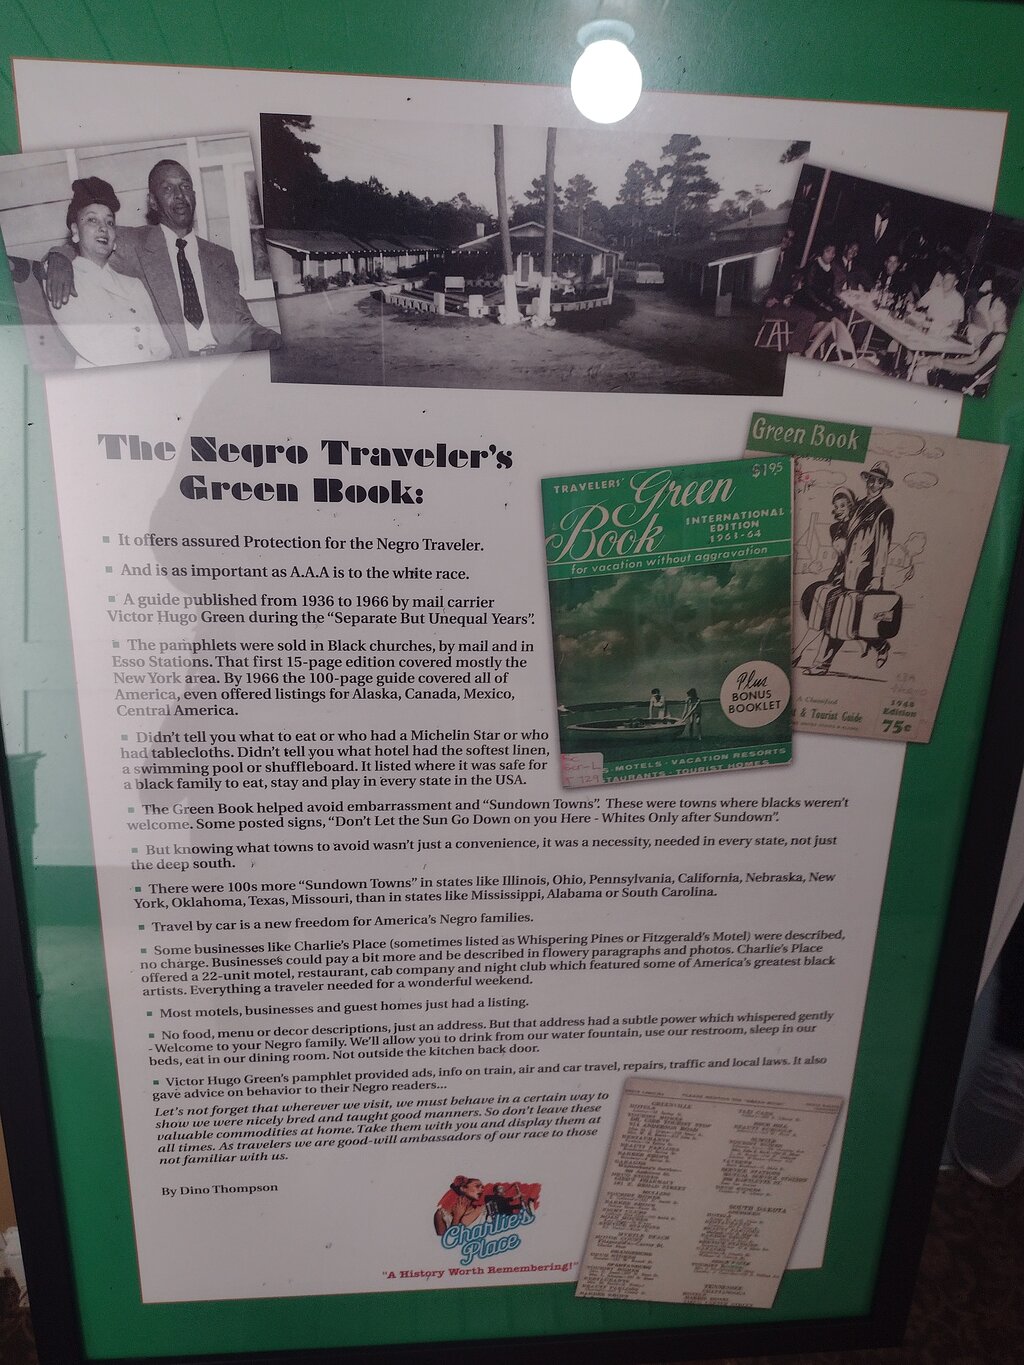 The Negro Traveler's
Green Book:
It offers assured Protection for the Negro Traveler.
And is as important as A.A.A is to the white race.
A guide published from 1936 to 1966 by mail carrier
Victor Hugo Green during the "Separate But Unequal Years".
The pamphlets were sold in Black churches, by mail and in
Esso Stations. That first 15-page edition covered mostly the
New York area. By 1966 the 100-page guide covered all of
America, even offered listings for Alaska, Canada, Mexico,
Central America.
Didn't tell you what to eat or who had a Michelin Star or who
had tablecloths. Didn't tell you what hotel had the softest linen,
a swimming pool or shuffleboard. It listed where it was safe for
a black family to eat, stay and play in every state in the USA.
The Green Book helped avoid embarrassment and "Sundown Towns". These were towns where blacks weren't
welcome. Some posted signs, "Don't Let the Sun Go Down on you Here - Whites Only after Sundown".
But knowing what towns to avoid wasn't just a convenience, it was a necessity, needed in every state, not just
the deep south.
There were 100s more "Sundown Towns" in states like Illinois, Ohio, Pennsylvania, California, Nebraska, New
York, Oklahoma, Texas, Missouri, than in states like Mississippi, Alabama or South Carolina.
Travel by car is a new freedom for America's Negro families.
Some businesses like Charlie's Place (sometimes listed as Whispering Pines or Fitzgerald's Motel) were described,
no charge. Businesses could pay a bit more and be described in flowery paragraphs and photos. Charlie's Place
offered a 22-unit motel, restaurant, cab company and night club which featured some of America's greatest black
artists. Everything a traveler needed for a wonderful weekend.
Most motels, businesses and guest homes just had a listing.
No food, menu or decor descriptions, just an address. But that address had a subtle power which whispered gently
- Welcome to your Negro family. We'll allow you to drink from our water fountain, use our restroom, sleep in our
beds, eat in our dining room. Not outside the kitchen back door.
Victor Hugo Green's pamphlet provided ads, info on train, air and car travel, repairs, traffic and local laws. It also
gave advice on behavior to their Negro readers...
Let's not forget that wherever we visit, we must behave in a certain way to
show we were nicely bred and taught good manners. So don't leave these
valuable commodities at home. Take them with you and display them at
all times. As travelers we are good-will ambassadors of our race to those
not familiar with us.
By Dino Thompson
Charlie's
Place
"A History Worth Remembering!"
TRAVELERS' Green $1.95
Book
INTERNATIONAL
EDITION
1963-64
for vacation without aggravation
Plus
BONUS
BOOKLET
MOTELS · VACATION RESORTS
TOURIST HOMES
Green Book
A Classified
& Tourist Guide
Edition
75¢
GREENVILLE
HOTELS
SOUTH DAKOTA
TENNESSEE